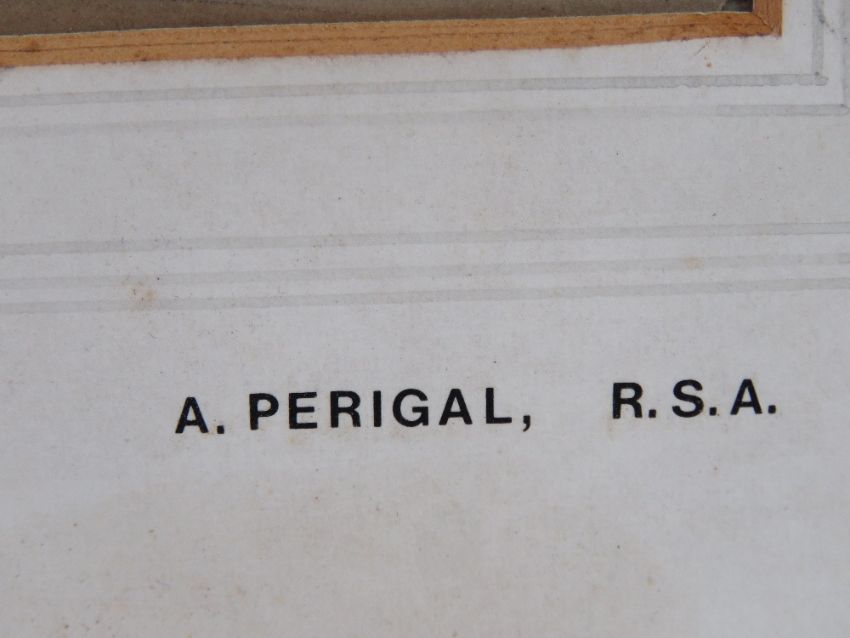 A. PERIGAL, R. S. A.